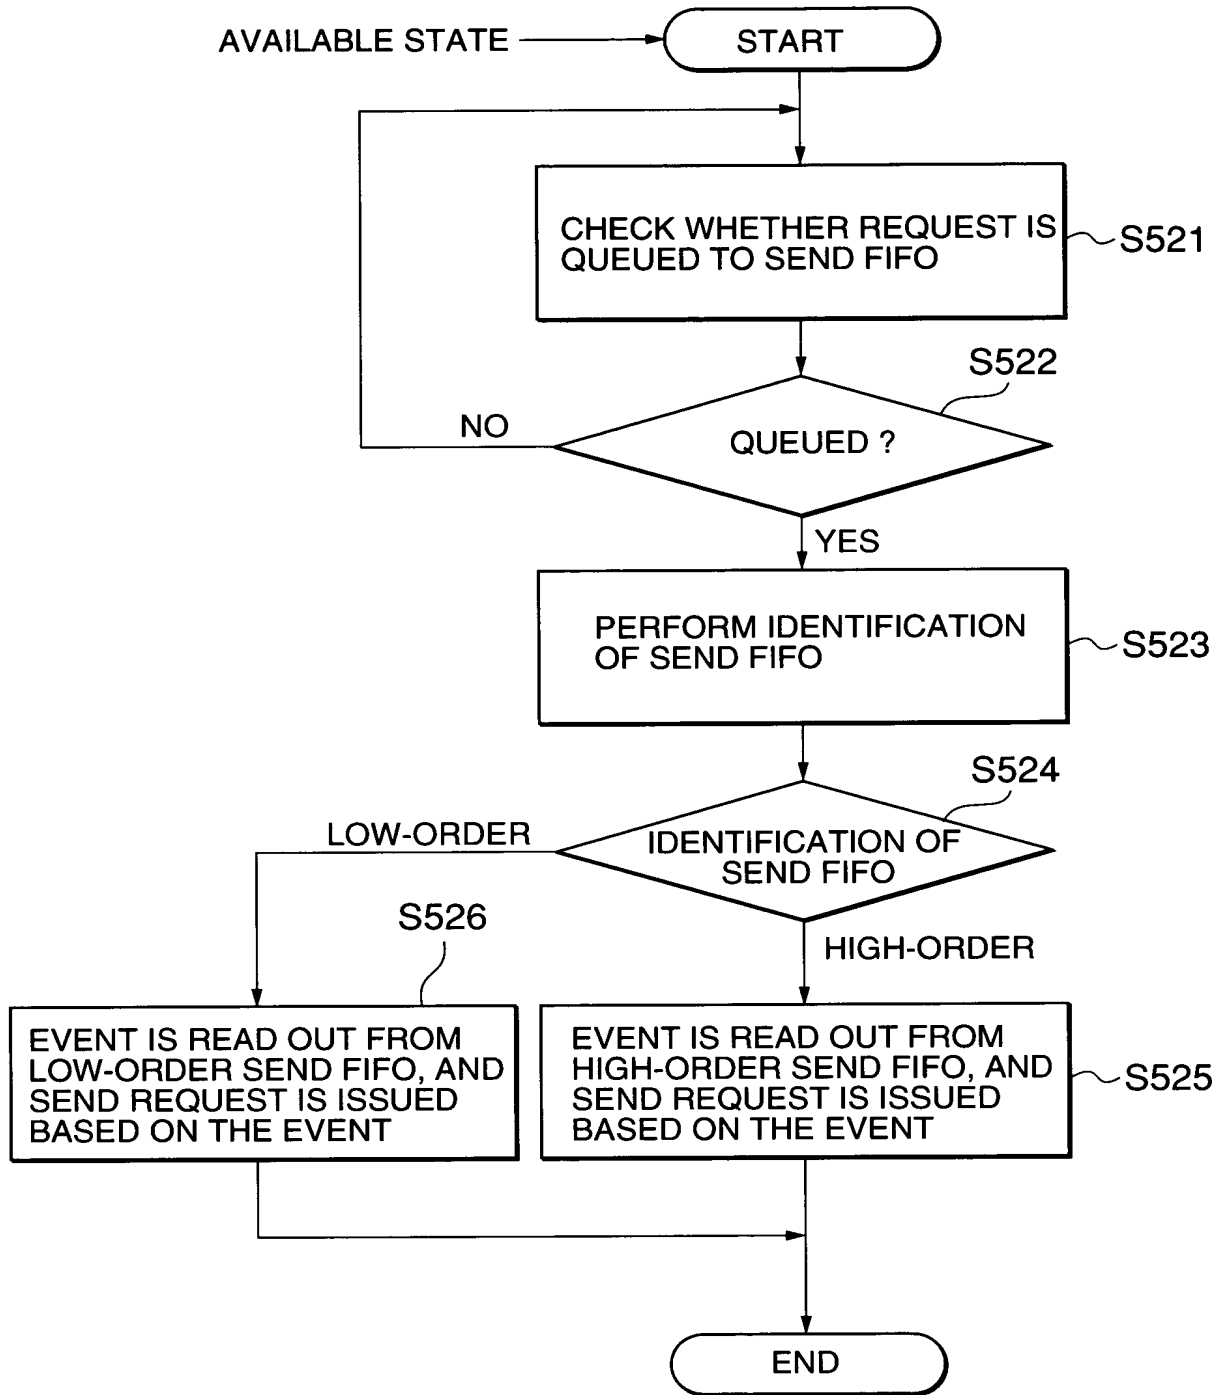 AVAILABLE STATE
START
CHECK WHETHER REQUEST IS
QUEUED TO SEND FIFO
S521
S522
QUEUED ?
NO
YES
PERFORM IDENTIFICATION
OF SEND FIFO
S523
S524
IDENTIFICATION OF
SEND FIFO
LOW-ORDER
HIGH-ORDER
S526
EVENT IS READ OUT FROM
LOW-ORDER SEND FIFO, AND
SEND REQUEST IS ISSUED
BASED ON THE EVENT
EVENT IS READ OUT FROM
HIGH-ORDER SEND FIFO, AND
SEND REQUEST IS ISSUED
BASED ON THE EVENT
S525
END